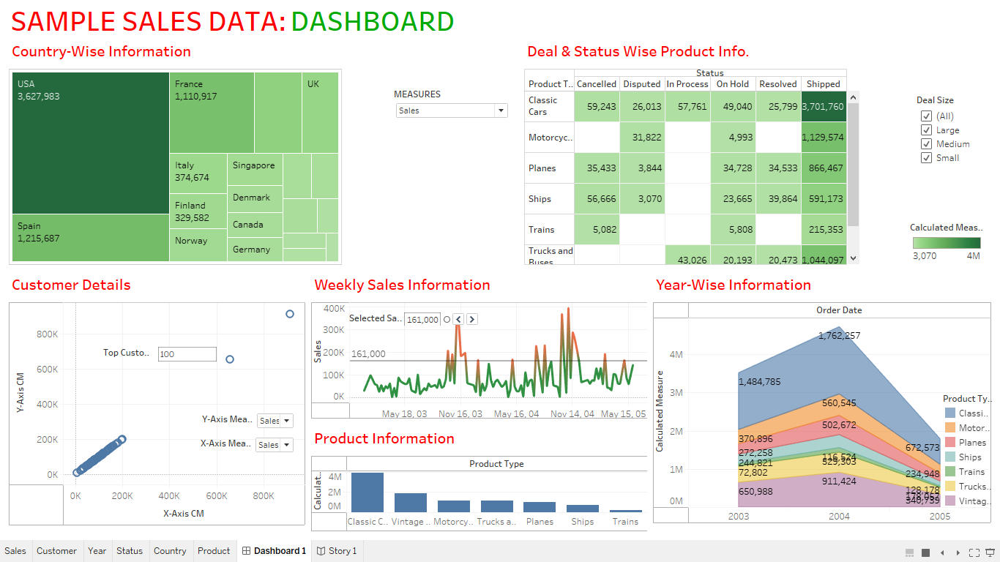 SAMPLE SALES DATA: DASHBOARD
Country-Wise Information
USA
3,627,983
France
1,110,917
UK
Italy
374,674
Singapore
Denmark
Finland
329,582
Canada
Spain
1,215,687
Norway
Germany
MEASURES
Sales
Deal & Status Wise Product Info.
Status
Product T.. Cancelled Disputed In Process On Hold Resolved Shipped
Classic
Cars 59,243 26,013 57,761 49,040 25,799 3,701,760
Motorcyc.. 31,822 4,993 1,129,574
Planes 35,433 3,844 34,728 34,533 866,467
Ships 56,666 3,070 23,665 39,864 591,173
Trains 5,082 5,808 215,353
Trucks and
Buses 43,026 20,193 20,473 1,044,097
Deal Size
(All)
Large
Medium
Small
Calculated Meas..
3,070 4M
Customer Details
800K
600K
400K
200K
0K
Y-Axis CM
Top Custo.. 100
Y-Axis Mea.. Sales
X-Axis Mea.. Sales
0K 200K 400K 600K 800K
X-Axis CM
Weekly Sales Information
400K
300K
200K
100K
0K
Sales
Selected Sa.. 161,000
161,000
May 18, 03 Nov 16, 03 May 16, 04 Nov 14, 04 May 15, 05
Product Information
Product Type
Calculat..
4M
2M
0M
Classic C.. Vintage .. Motorcy.. Trucks a.. Planes Ships Trains
Year-Wise Information
Order Date
Calculated Measure
4M
3M
2M
1M
0M
1,762,257
1,484,785
560,545
502,672
370,896
672,573
272,258
116,524
244,821
529,303
72,802
234,948
128,178
650,988
911,424
340,739
2003 2004 2005
Product Ty..
Classi..
Motor..
Planes
Ships
Trains
Trucks..
Vintag..
Sales Customer Year Status Country Product Dashboard 1 Story 1